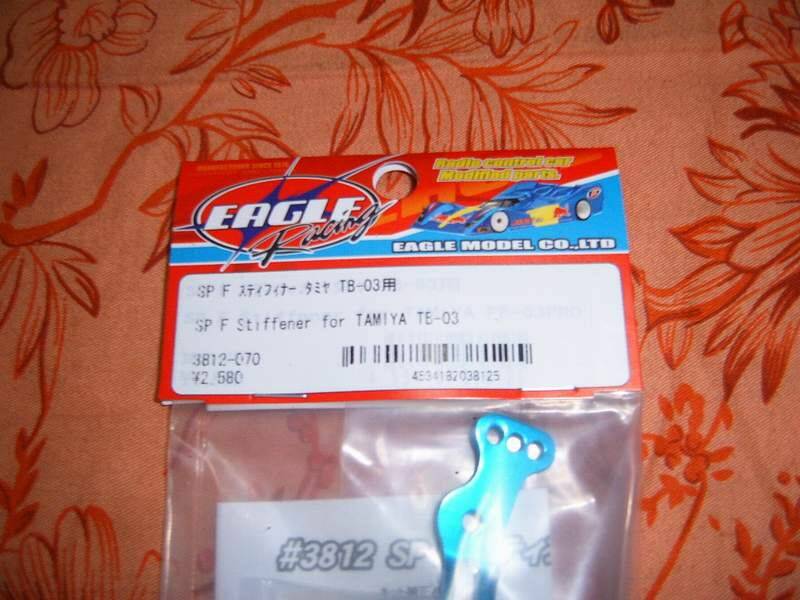 Radio control car
Modified parts.
EAGLE
Racing
EAGLE MODEL CO.,LTD
SP F スティフィナー タミヤ TB-03用
SP F Stiffener for TAMIYA TB-03
3812-070
¥2,580
4534182038125
#3812 SP